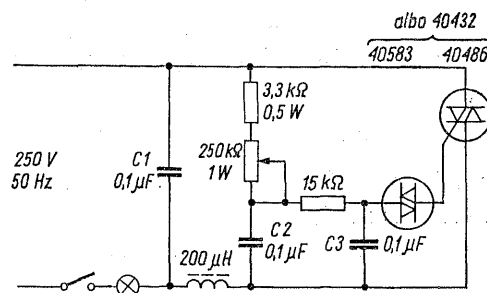 albo 40432
40583
40486
3,3 kΩ
0,5 W
250 kΩ
1W
250 V
50 Hz
C1
0,1 µF
15 kΩ
C2
0,1 µF
C3
0,1 µF
200 µH